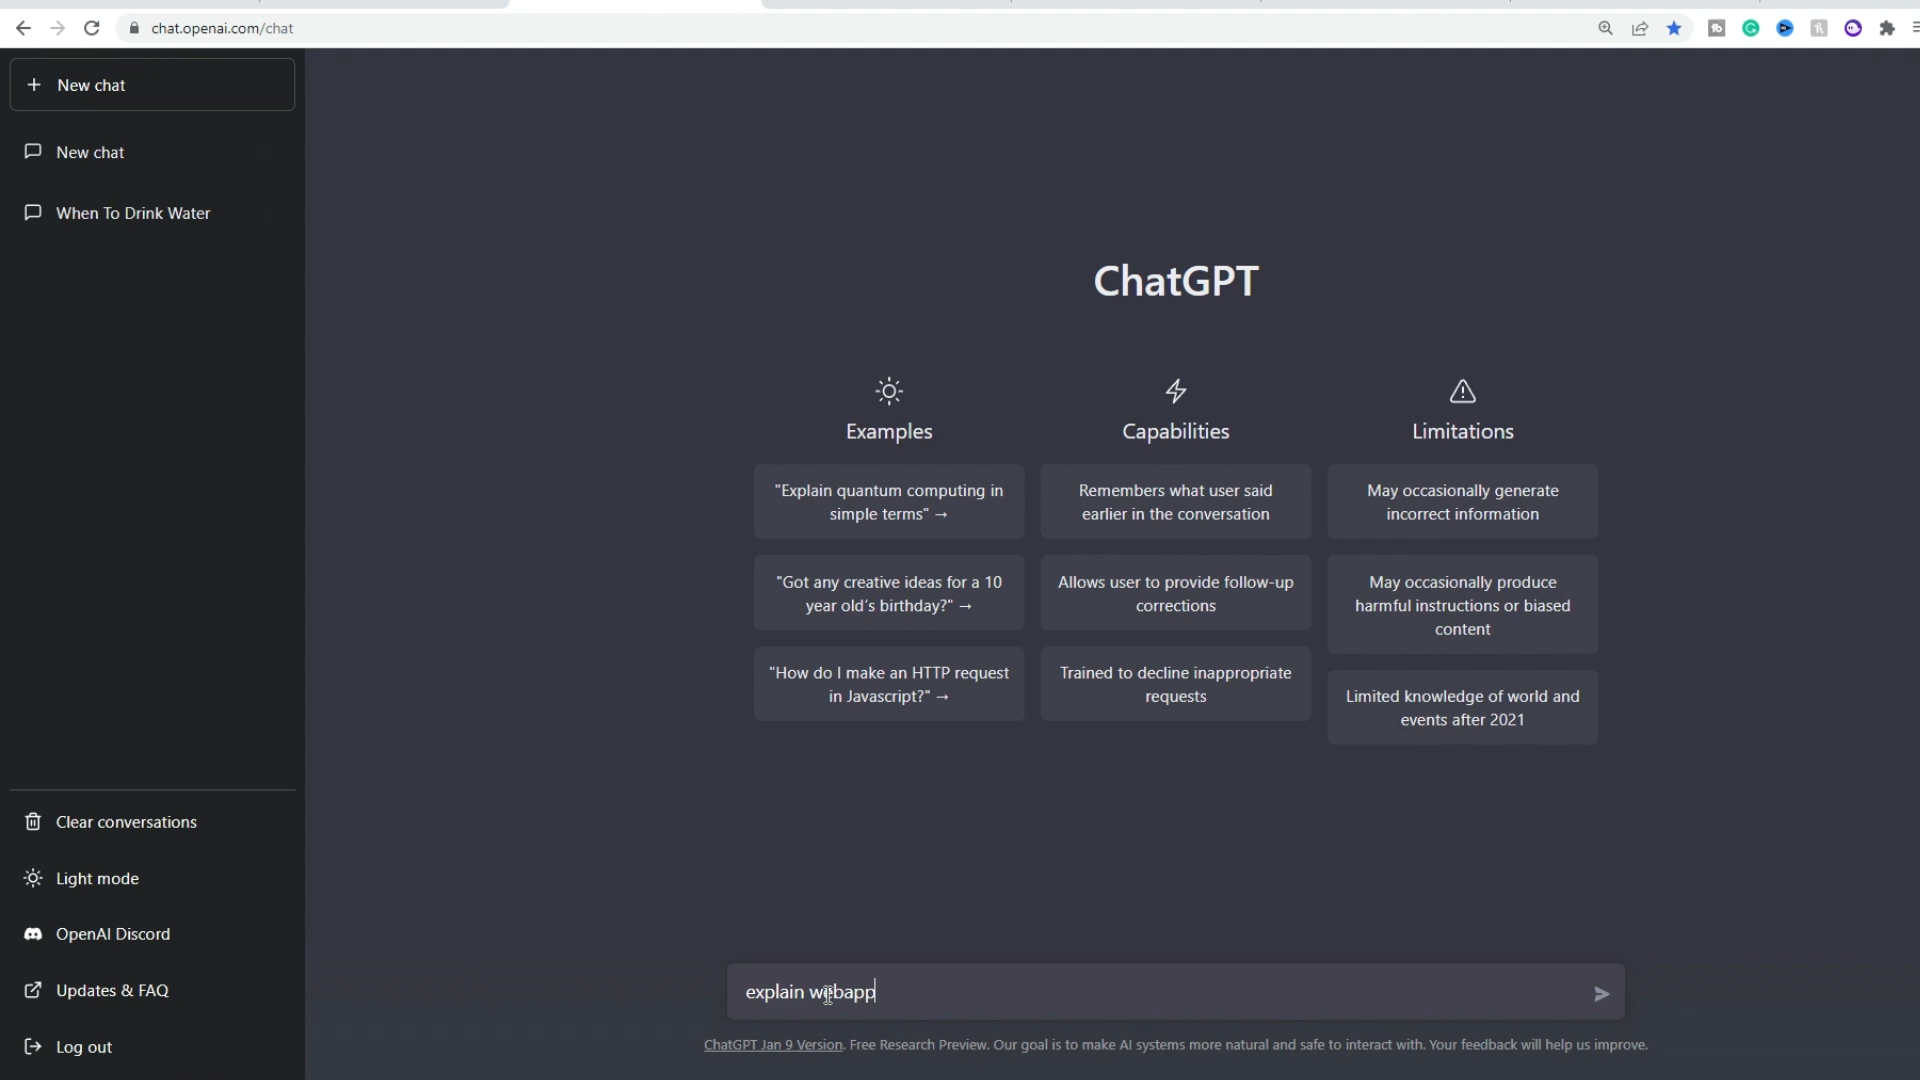 chat.openai.com/chat
New chat
New chat
When To Drink Water
Clear conversations
Light mode
OpenAI Discord
Updates & FAQ
Log out
ChatGPT
Examples
"Explain quantum computing in
simple terms" →
"Got any creative ideas for a 10
year old's birthday?" →
"How do I make an HTTP request
in Javascript?" →
Capabilities
Remembers what user said
earlier in the conversation
Allows user to provide follow-up
corrections
Trained to decline inappropriate
requests
Limitations
May occasionally generate
incorrect information
May occasionally produce
harmful instructions or biased
content
Limited knowledge of world and
events after 2021
explain webapp
ChatGPT Jan 9 Version. Free Research Preview. Our goal is to make AI systems more natural and safe to interact with. Your feedback will help us improve.